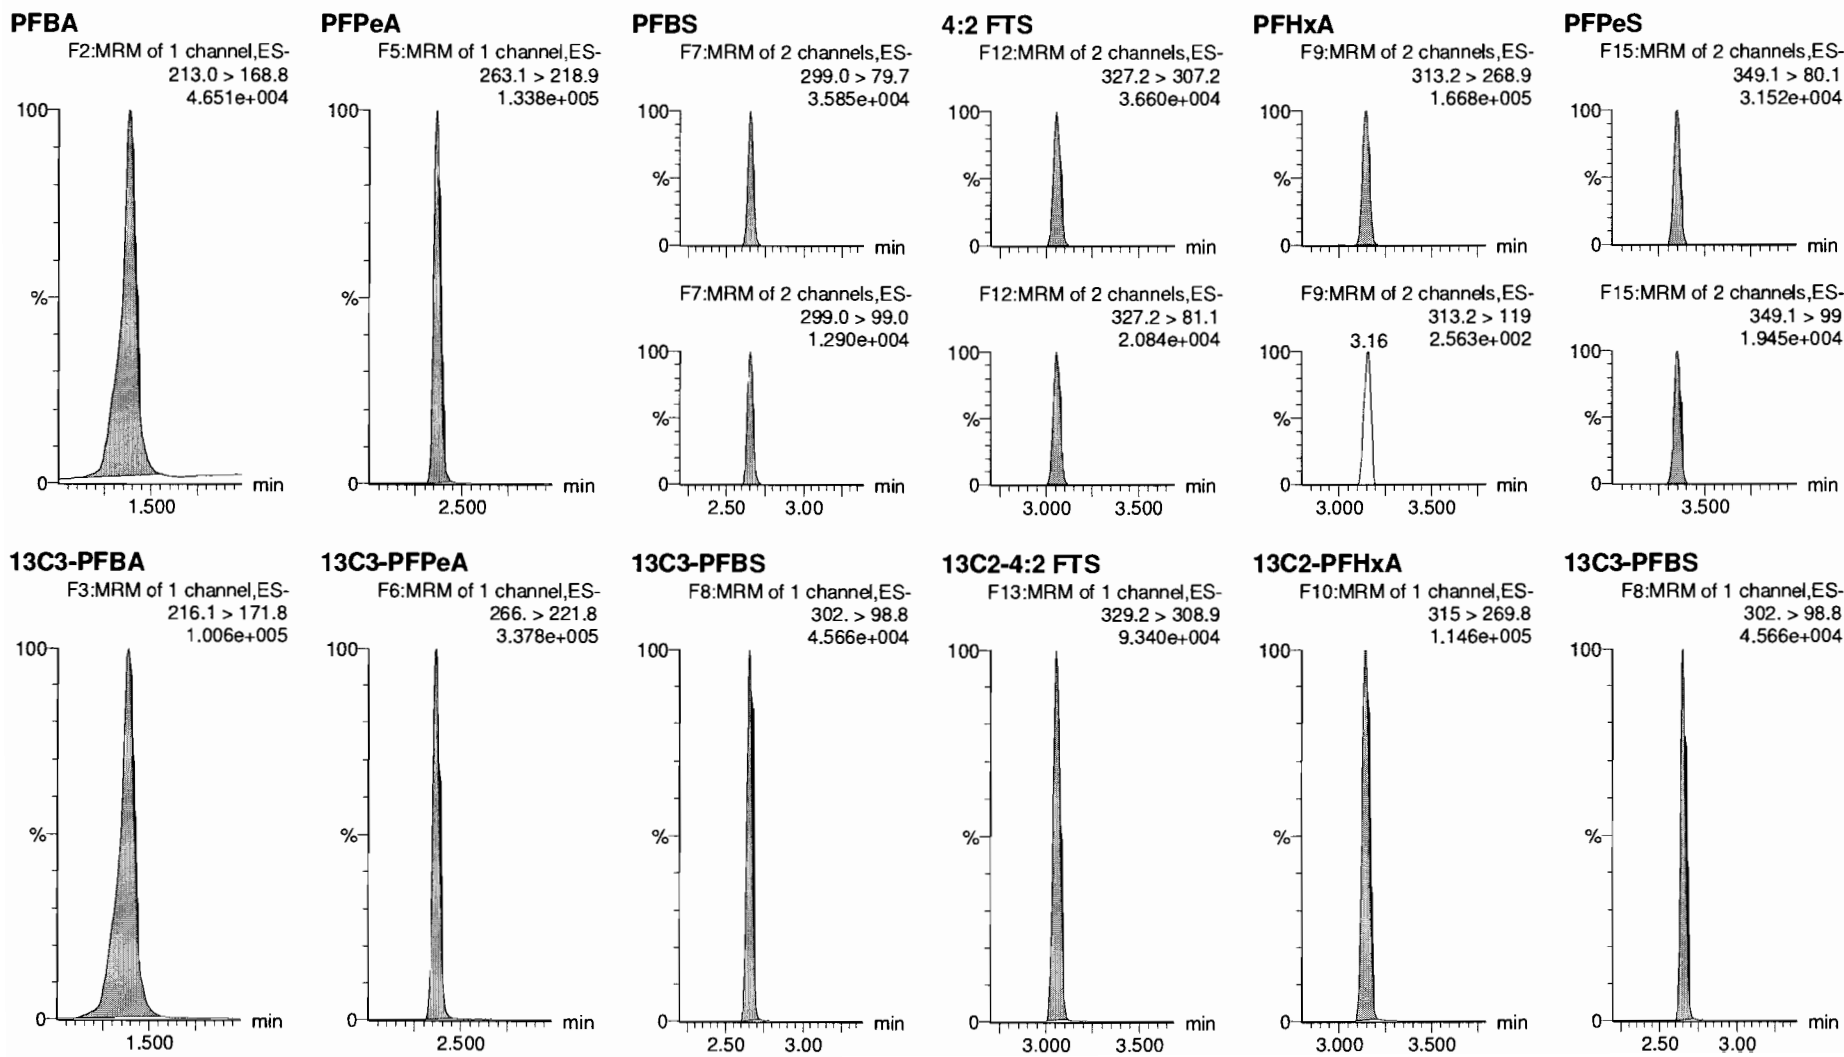 PFBA
F2:MRM of 1 channel,ES-
213.0 > 168.8
4.651e+004
100
%
0
min
1.500
PFPeA
F5:MRM of 1 channel,ES-
263.1 > 218.9
1.338e+005
100
%
0
min
2.500
PFBS
F7:MRM of 2 channels,ES-
299.0 > 79.7
3.585e+004
100
%
0
min
F7:MRM of 2 channels,ES-
299.0 > 99.0
1.290e+004
100
%
0
min
2.50 3.00
4:2 FTS
F12:MRM of 2 channels,ES-
327.2 > 307.2
3.660e+004
100
%
0
min
F12:MRM of 2 channels,ES-
327.2 > 81.1
2.084e+004
100
%
0
min
3.000 3.500
PFHxA
F9:MRM of 2 channels,ES-
313.2 > 268.9
1.668e+005
100
%
0
min
F9:MRM of 2 channels,ES-
313.2 > 119
3.16 2.563e+002
100
%
0
min
3.000 3.500
PFPeS
F15:MRM of 2 channels,ES-
349.1 > 80.1
3.152e+004
100
%
0
min
F15:MRM of 2 channels,ES-
349.1 > 99
1.945e+004
100
%
0
min
3.500
13C3-PFBA
F3:MRM of 1 channel,ES-
216.1 > 171.8
1.006e+005
100
%
0
min
1.500
13C3-PFPeA
F6:MRM of 1 channel,ES-
266. > 221.8
3.378e+005
100
%
0
min
2.500
13C3-PFBS
F8:MRM of 1 channel,ES-
302. > 98.8
4.566e+004
100
%
0
min
2.50 3.00
13C2-4:2 FTS
F13:MRM of 1 channel,ES-
329.2 > 308.9
9.340e+004
100
%
0
min
3.000 3.500
13C2-PFHxA
F10:MRM of 1 channel,ES-
315 > 269.8
1.146e+005
100
%
0
min
3.000 3.500
13C3-PFBS
F8:MRM of 1 channel,ES-
302. > 98.8
4.566e+004
100
%
0
min
2.50 3.00